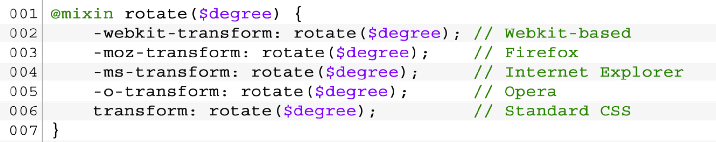 001 @mixin rotate($degree) {
002     -webkit-transform: rotate($degree); // Webkit-based
003     -moz-transform: rotate($degree);    // Firefox
004     -ms-transform: rotate($degree);     // Internet Explorer
005     -o-transform: rotate($degree);      // Opera
006     transform: rotate($degree);         // Standard CSS
007 }